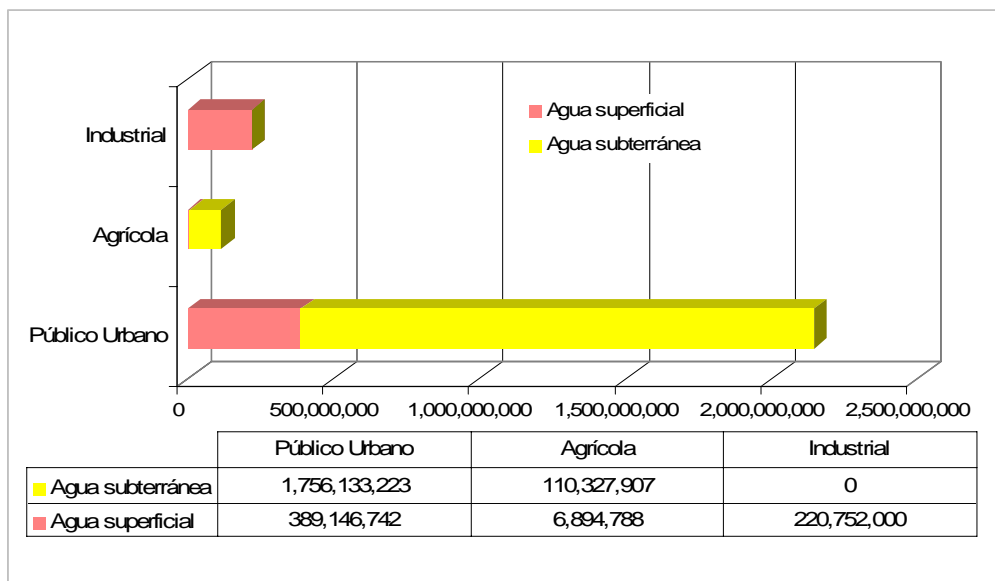 Agua superficial
Agua subterránea
Industrial
Agrícola
Público Urbano
0 500,000,000 1,000,000,000 1,500,000,000 2,000,000,000 2,500,000,000
Público Urbano Agrícola Industrial
Agua subterránea 1,756,133,223 110,327,907 0
Agua superficial 389,146,742 6,894,788 220,752,000